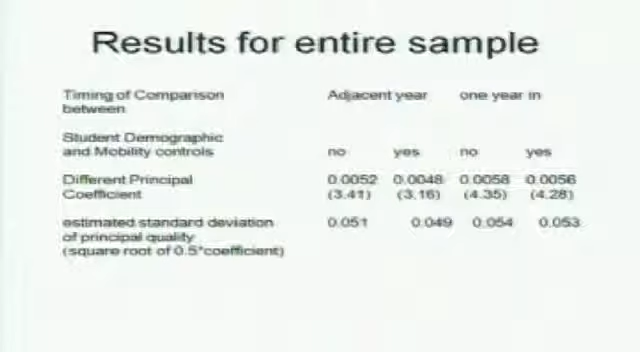 Results for entire sample
Timing of Comparison Adjacent year one year in
between
Student Demographic
and Mobility controls no yes no yes
Different Principal 0.0052 0.0048 0.0058 0.0056
Coefficient (3.41) (3.16) (4.35) (4.28)
estimated standard deviation 0.051 0.049 0.054 0.053
of principal quality
(square root of 0.5*coefficient)